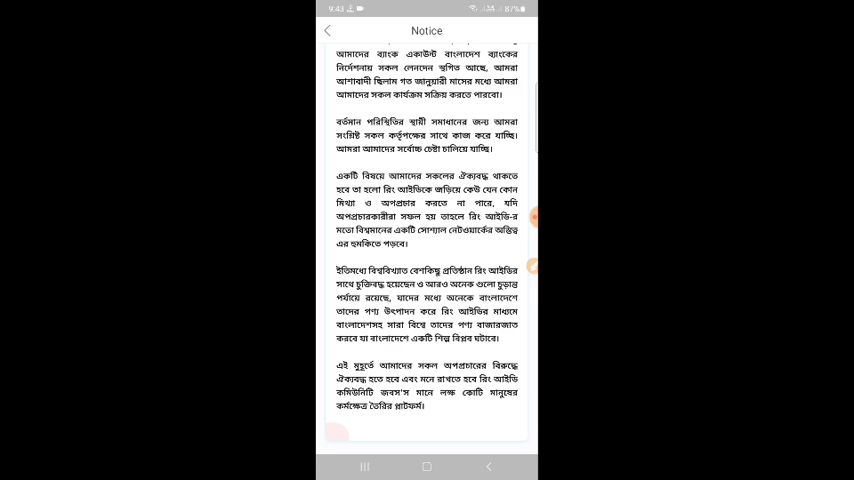 9:43
87%
Notice
আমাদের ব্যাংক একাউন্ট বাংলাদেশ ব্যাংকের
নির্দেশনায় সকল লেনদেন স্থগিত আছে, আমরা
আশাবাদী ছিলাম গত জানুয়ারী মাসের মধ্যে আমরা
আমাদের সকল কার্যক্রম সক্রিয় করতে পারবো।
বর্তমান পরিস্থিতির স্থায়ী সমাধানের জন্য আমরা
সংশ্লিষ্ট সকল কর্তৃপক্ষের সাথে কাজ করে যাচ্ছি।
আমরা আমাদের সর্বোচ্চ চেষ্টা চালিয়ে যাচ্ছি।
একটি বিষয়ে আমাদের সকলের ঐক্যবদ্ধ থাকতে
হবে তা হলো রিং আইডিকে জড়িয়ে কেউ যেন কোন
মিথ্যা ও অপপ্রচার করতে না পারে, যদি
অপপ্রচারকারীরা সফল হয় তাহলে রিং আইডি-র
মতো বিশ্বমানের একটি সোশ্যাল নেটওয়ার্কের অস্তিত্ব
এর হুমকিতে পড়বে।
ইতিমধ্যে বিশ্ববিখ্যাত বেশকিছু প্রতিষ্ঠান রিং আইডির
সাথে চুক্তিবদ্ধ হয়েছেন ও আরও অনেক গুলো চুড়ান্ত
পর্যায়ে রয়েছে, যাদের মধ্যে অনেকে বাংলাদেশে
তাদের পণ্য উৎপাদন করে রিং আইডির মাধ্যমে
বাংলাদেশসহ সারা বিশ্বে তাদের পণ্য বাজারজাত
করবে যা বাংলাদেশে একটি শিল্প বিপ্লব ঘটাবে।
এই মুহূর্তে আমাদের সকল অপপ্রচারের বিরুদ্ধে
ঐক্যবদ্ধ হতে হবে এবং মনে রাখতে হবে রিং আইডি
কমিউনিটি জবস'স মানে লক্ষ কোটি মানুষের
কর্মক্ষেত্র তৈরির প্লাটফর্ম।